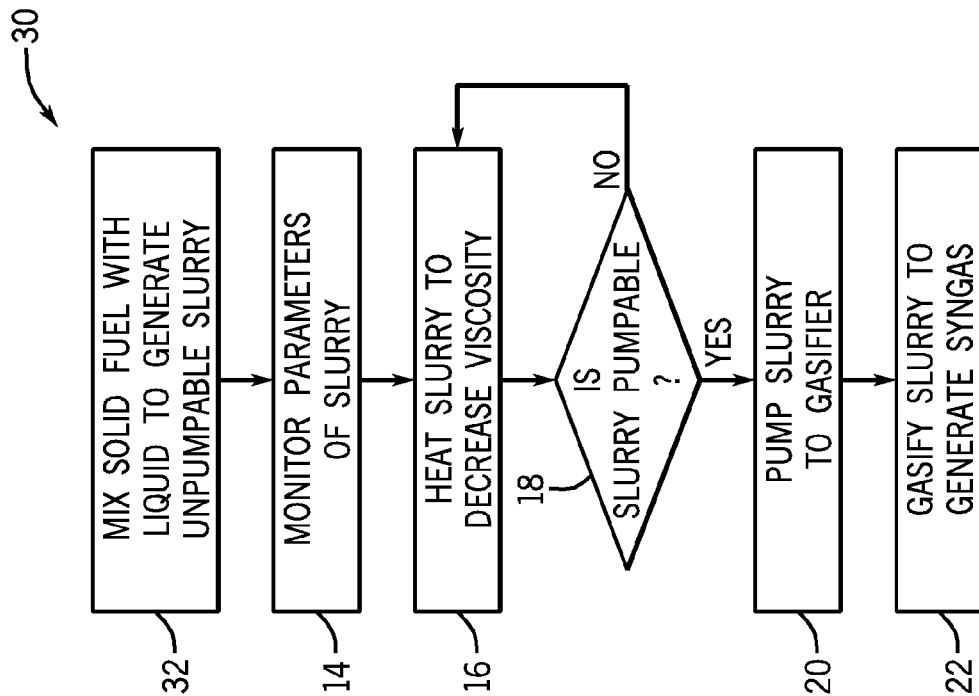 30
MIX SOLID FUEL WITH
LIQUID TO GENERATE
UNPUMPABLE SLURRY
32
MONITOR PARAMETERS
OF SLURRY
14
HEAT SLURRY TO
DECREASE VISCOSITY
16
IS
SLURRY PUMPABLE
?
18
NO
YES
PUMP SLURRY
TO GASIFIER
20
GASIFY SLURRY TO
GENERATE SYNGAS
22